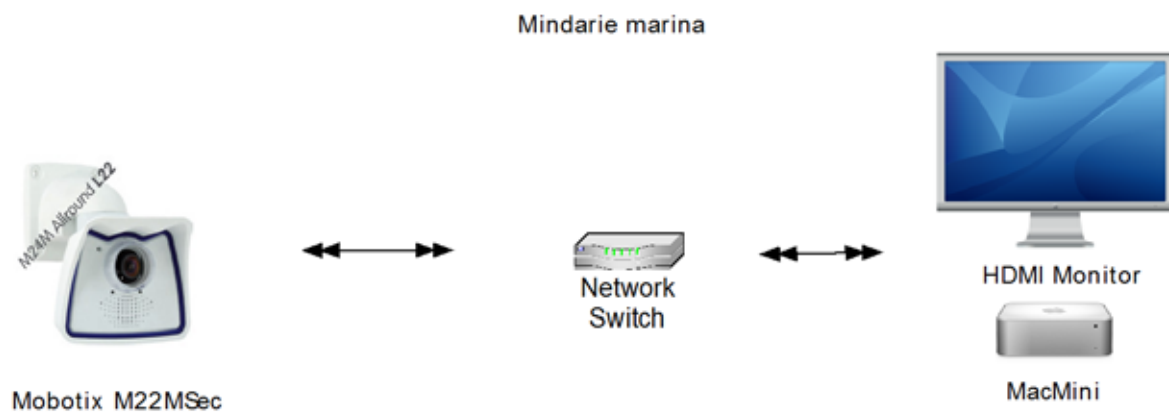 Mindarie marina
M24M Allround L22
Network
Switch
HDMI Monitor
MacMini
Mobotix M22MSec